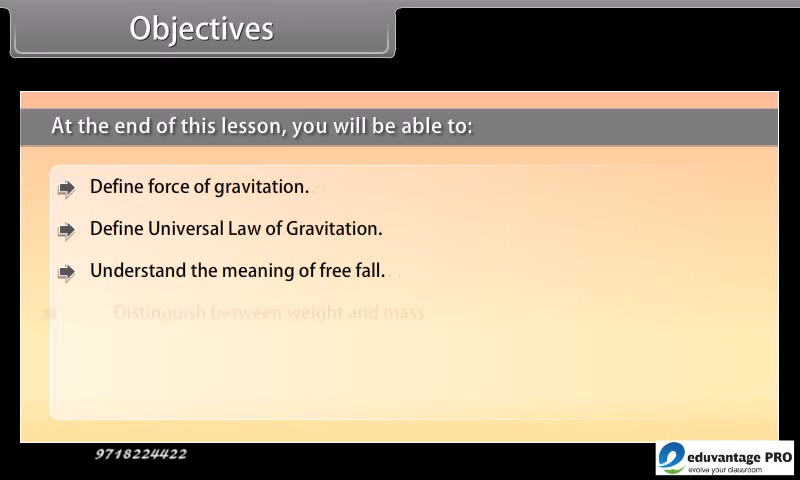 Objectives
At the end of this lesson, you will be able to:
Define force of gravitation.
Define Universal Law of Gravitation.
Understand the meaning of free fall.
Distinguish between weight and mass
9718224422
eduvantage PRO
evolve your classroom